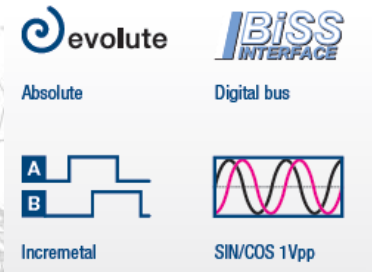 evolute
BiSS
INTERFACE
Absolute
Digital bus
A
B
Incremetal
SIN/COS 1Vpp